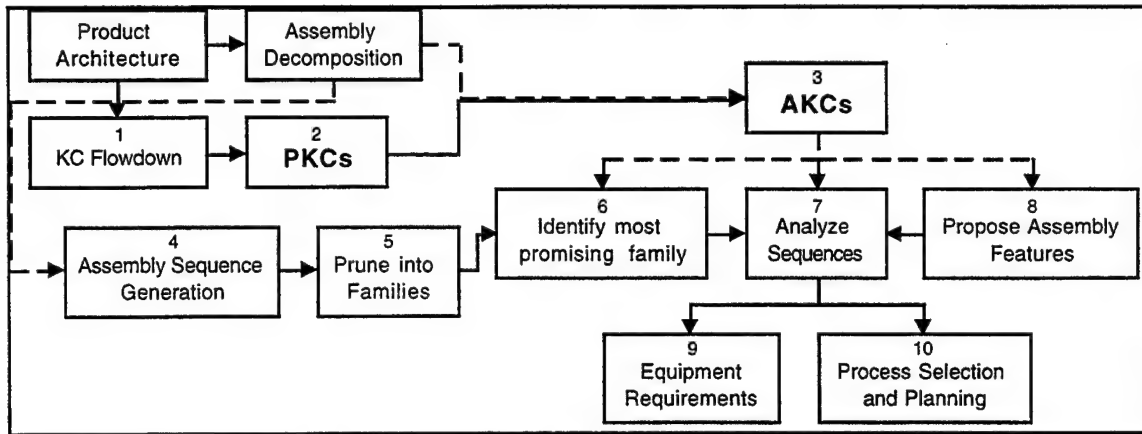 Product
Architecture
Assembly
Decomposition
3
AKCs
1
KC Flowdown
2
PKCs
6
Identify most
promising family
7
Analyze
Sequences
8
Propose Assembly
Features
4
Assembly Sequence
Generation
5
Prune into
Families
9
Equipment
Requirements
10
Process Selection
and Planning